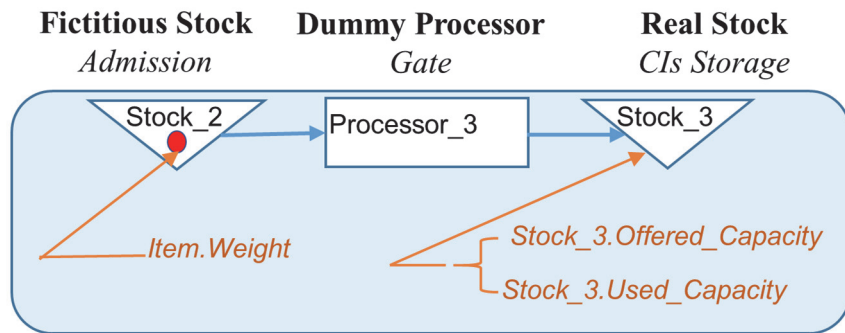 Fictitious Stock Dummy Processor Real Stock
Admission Gate CIs Storage
Stock_2 Processor_3 Stock_3
Item.Weight Stock_3.Offered_Capacity
Stock_3.Used_Capacity